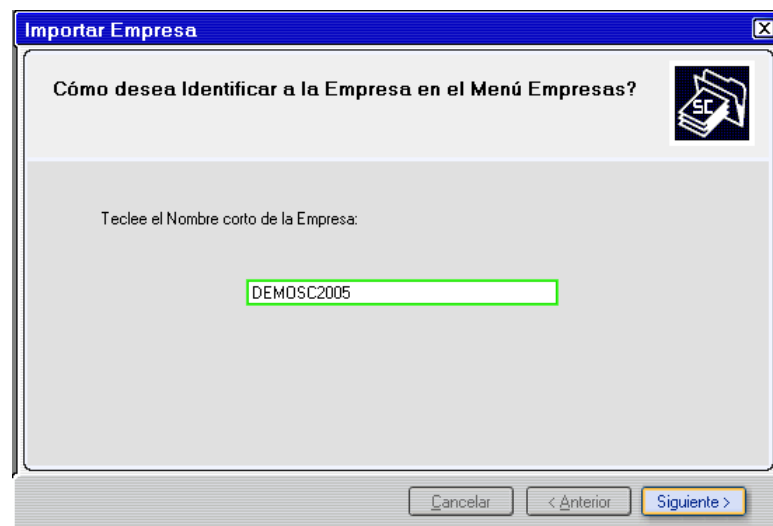 Importar Empresa
Cómo desea Identificar a la Empresa en el Menú Empresas?
SC
Teclee el Nombre corto de la Empresa:
DEMOSC2005
Cancelar
< Anterior
Siguiente >